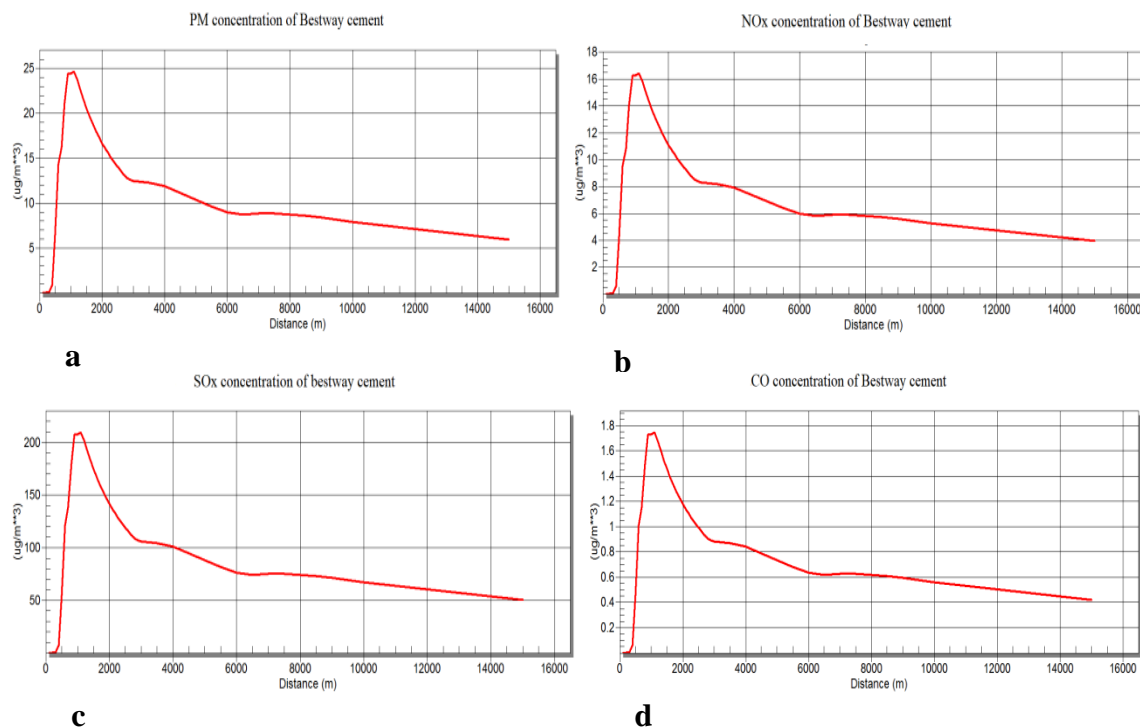 PM concentration of Bestway cement
(ug/m**3)
25
20
15
10
5
0 2000 4000 6000 8000 10000 12000 14000 16000
Distance (m)
a
NOx concentration of Bestway Cement
(ug/m**3)
18
16
14
12
10
8
6
4
2
0 2000 4000 6000 8000 10000 12000 14000 16000
Distance (m)
b
SOx concentration of bestway cement
(ug/m**3)
200
150
100
50
0 2000 4000 6000 8000 10000 12000 14000 16000
Distance (m)
c
CO concentration of Bestway cement
(ug/m**3)
1.8
1.6
1.4
1.2
1
0.8
0.6
0.4
0.2
0 2000 4000 6000 8000 10000 12000 14000 16000
Distance (m)
d